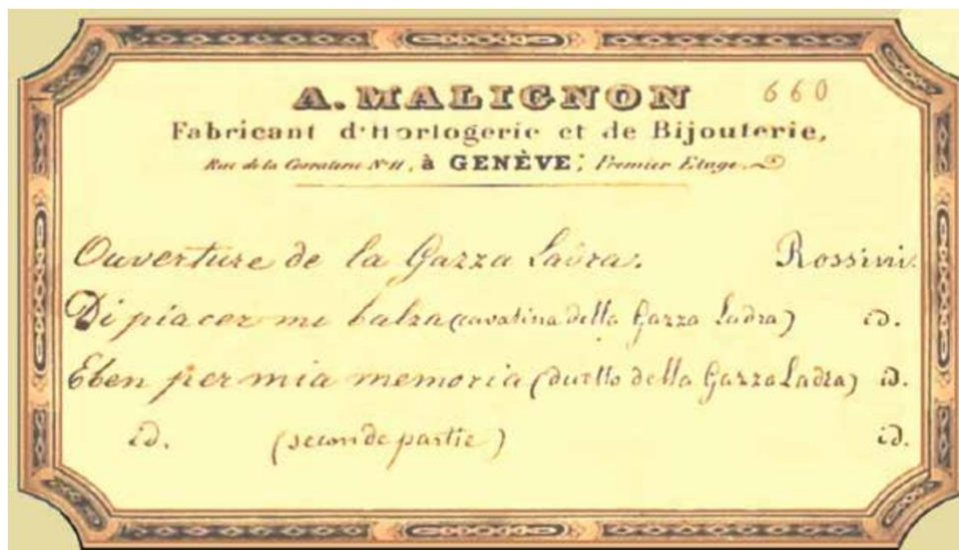 A. MALIGNON 660
Fabricant d'Horlogerie et de Bijouterie,
Rue de la Corraterie No 11, à GENÈVE; Premier Etage.
Ouverture de la Gazza Ladra. Rossini.
Di piacer mi balza (cavatina della Gazza Ladra) id.
Eben per mia memoria (duetto della Gazza Ladra) id.
id. (seconde partie) id.